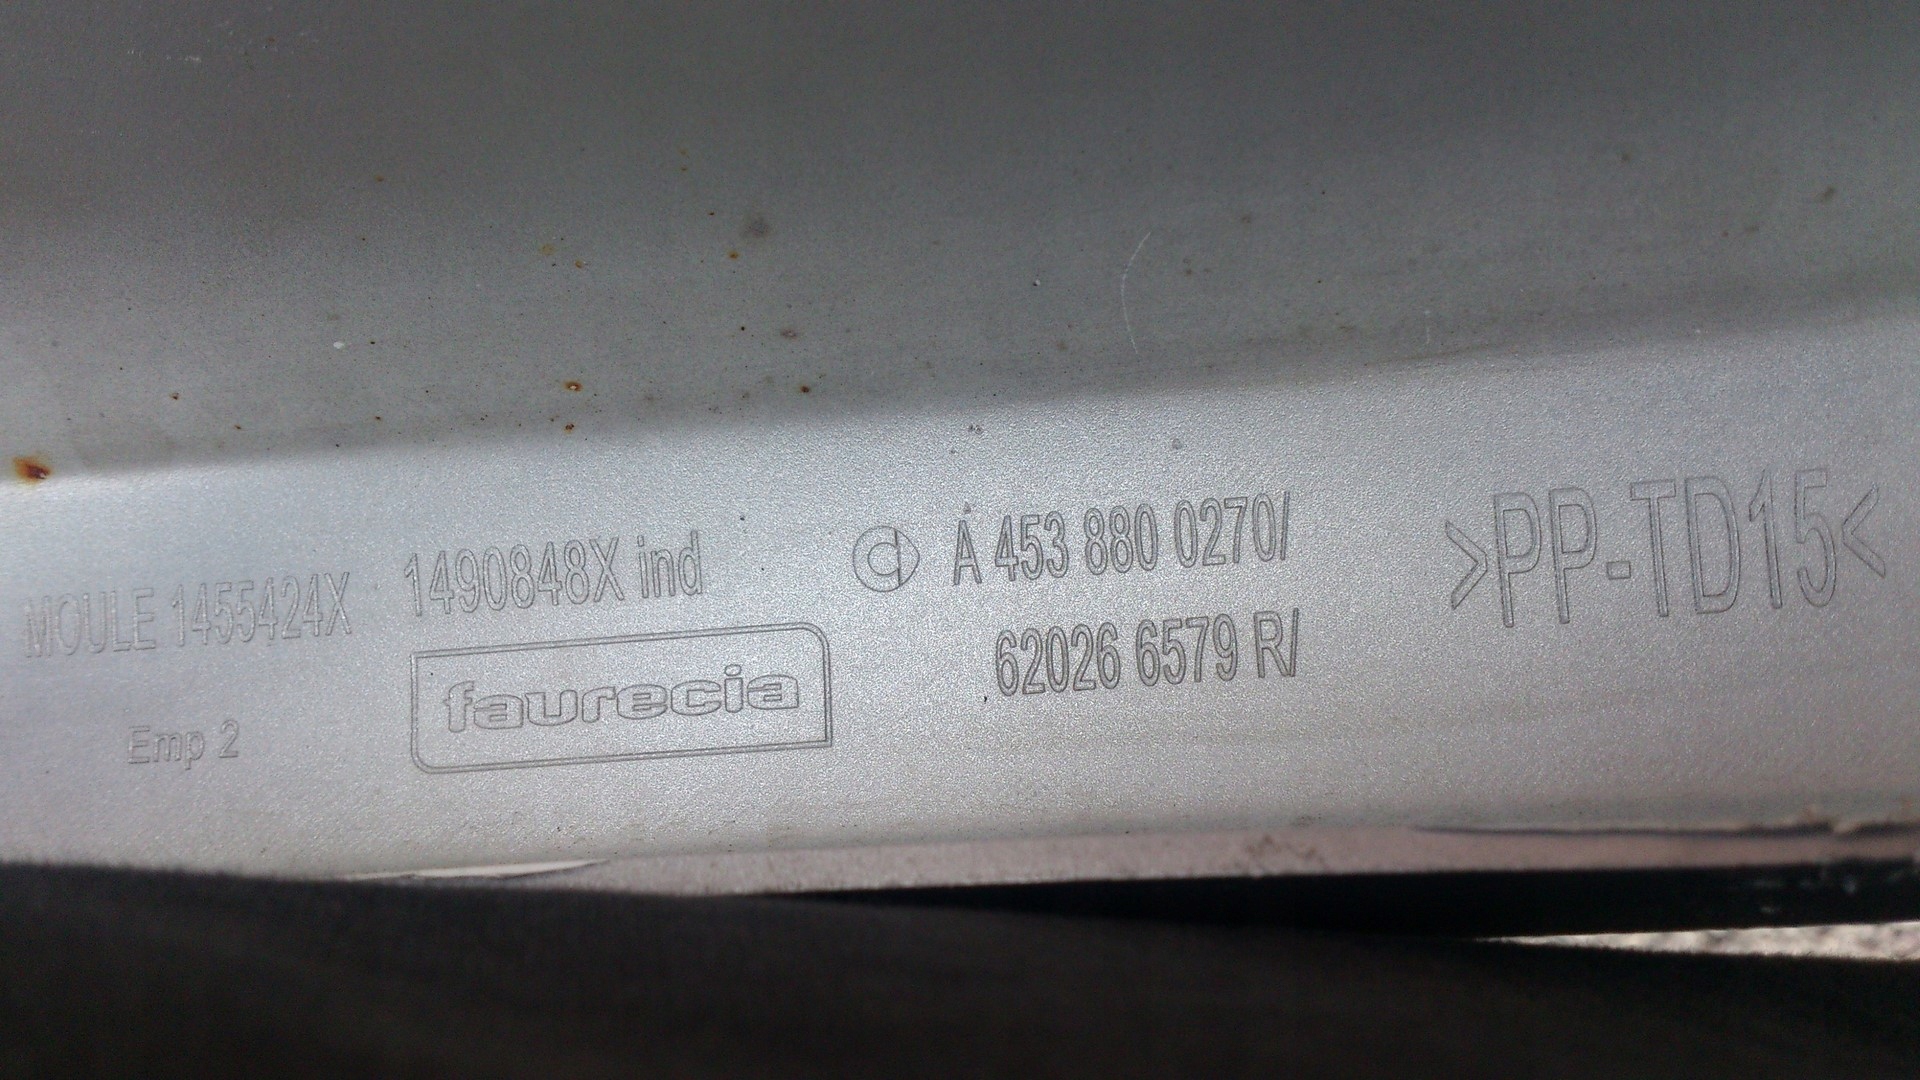 MOULE 1455424X
Emp 2
1490848X ind
faurecia
A 453 880 0270/
62026 6579 R/
>PP-TD15<